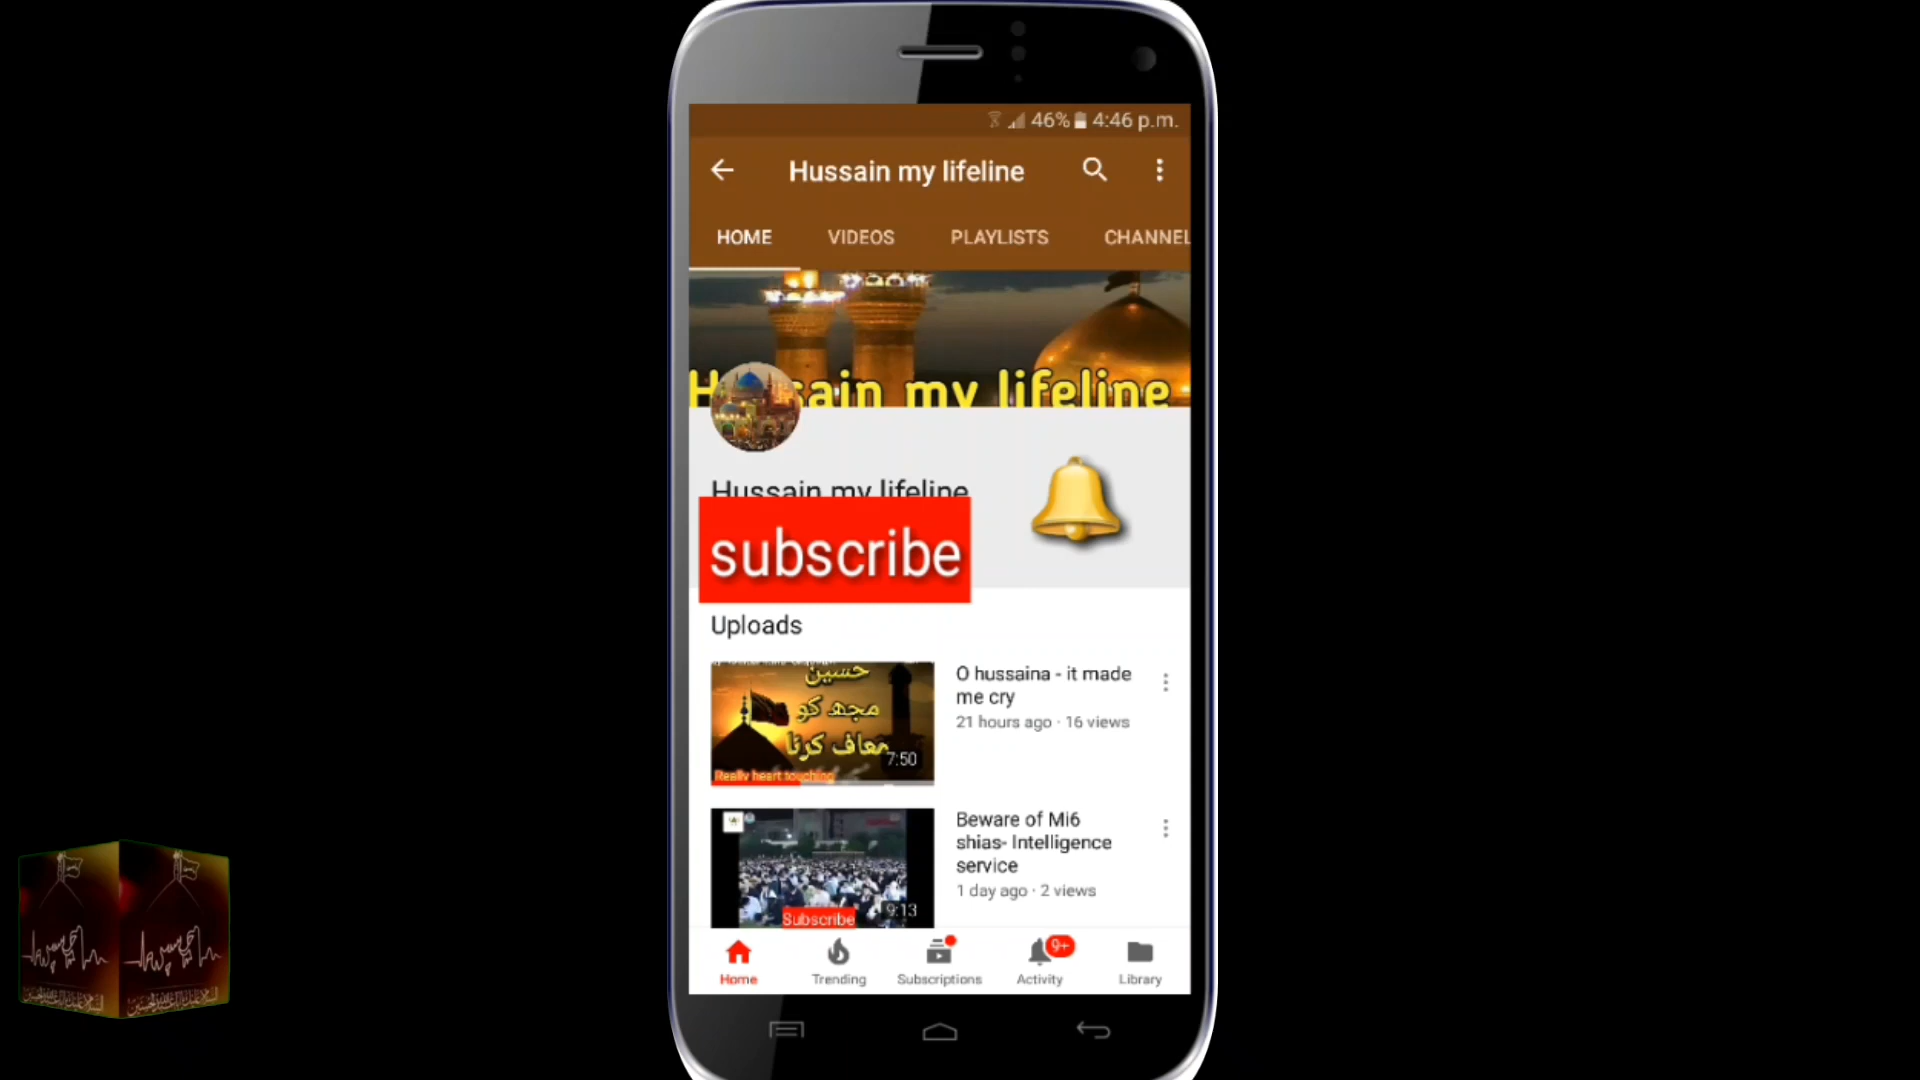 46% 4:46 p.m.
Hussain my lifeline
HOME VIDEOS PLAYLISTS CHANNEL
sain my lifeline
Hussain my lifeline
subscribe
Uploads
حسين
مجھ کو
معاف کرنا
7:50
Really heart touching
O hussaina - it made
me cry
21 hours ago · 16 views
Beware of Mi6
shias- Intelligence
service
1 day ago · 2 views
Subscribe
9:13
9+
Home Trending Subscriptions Activity Library